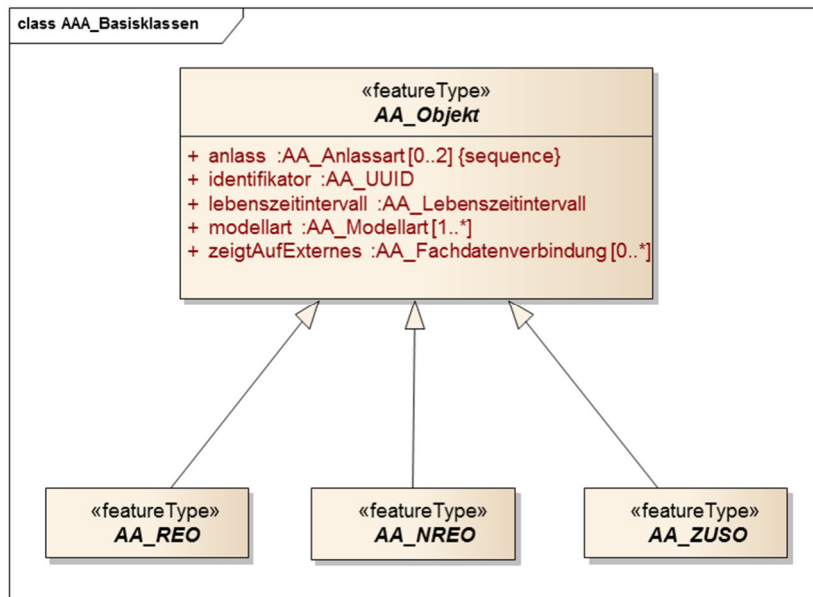 class AAA_Basisklassen
«featureType»
AA_Objekt
+ anlass :AA_Anlassart [0..2] {sequence}
+ identifikator :AA_UUID
+ lebenszeitintervall :AA_Lebenszeitintervall
+ modellart :AA_Modellart [1..*]
+ zeigtAufExternes :AA_Fachdatenverbindung [0..*]
«featureType»
AA_REO
«featureType»
AA_NREO
«featureType»
AA_ZUSO